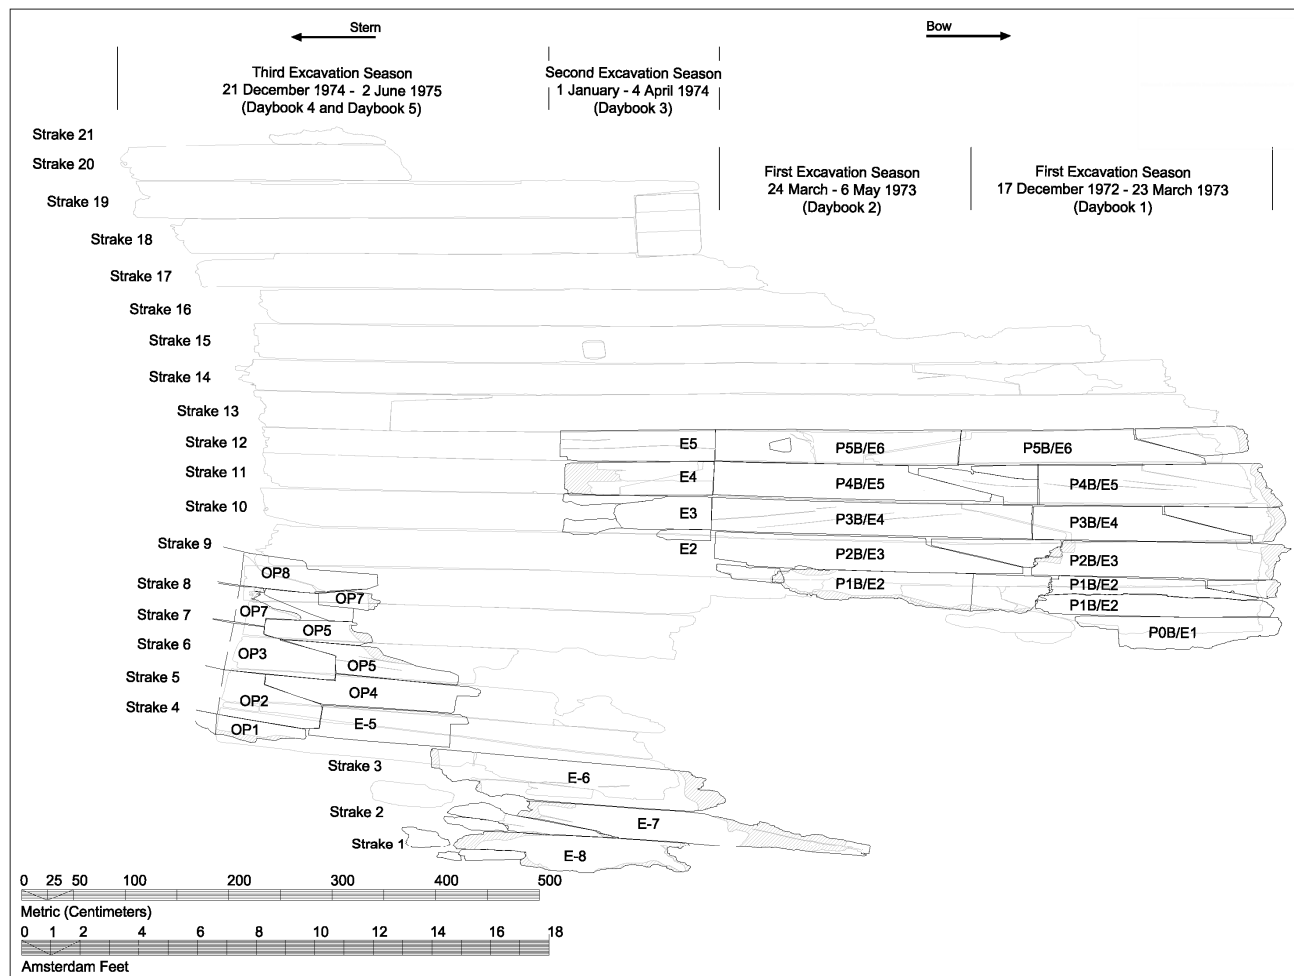 Stern
Bow
Third Excavation Season
21 December 1974 - 2 June 1975
(Daybook 4 and Daybook 5)
Second Excavation Season
1 January - 4 April 1974
(Daybook 3)
First Excavation Season
24 March - 6 May 1973
(Daybook 2)
First Excavation Season
17 December 1972 - 23 March 1973
(Daybook 1)
Strake 21
Strake 20
Strake 19
Strake 18
Strake 17
Strake 16
Strake 15
Strake 14
Strake 13
Strake 12
E5 P5B/E6 P5B/E6
Strake 11
E4 P4B/E5 P4B/E5
Strake 10
E3 P3B/E4 P3B/E4
Strake 9
E2 P2B/E3 P2B/E3
OP8
Strake 8
P1B/E2 P1B/E2
OP7
P1B/E2
Strake 7
OP7
OP5
P0B/E1
Strake 6
OP3
OP5
Strake 5
OP4
OP2
Strake 4
E-5
OP1
Strake 3
E-6
Strake 2
E-7
Strake 1
E-8
0 25 50 100 200 300 400 500
Metric (Centimeters)
0 1 2 4 6 8 10 12 14 16 18
Amsterdam Feet